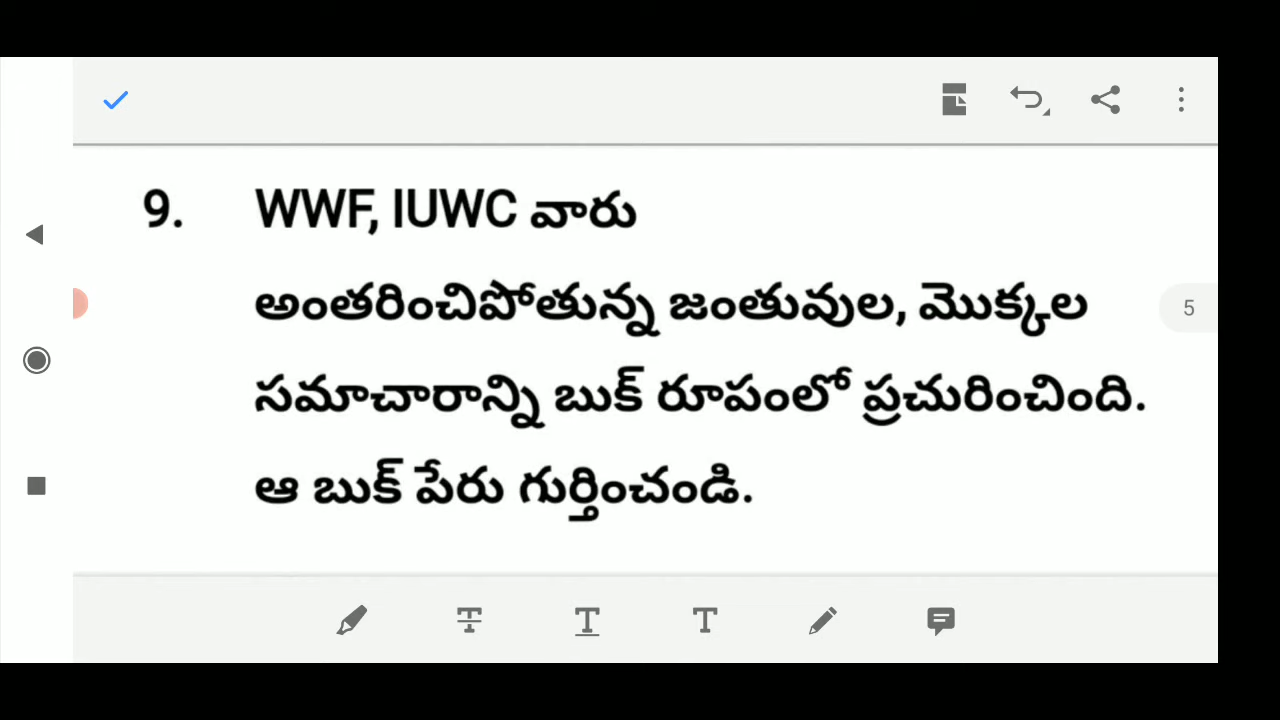 9. WWF, IUWC వారు
అంతరించిపోతున్న జంతువుల, మొక్కల
5
సమాచారాన్ని బుక్ రూపంలో ప్రచురించింది.
ఆ బుక్ పేరు గుర్తించండి.